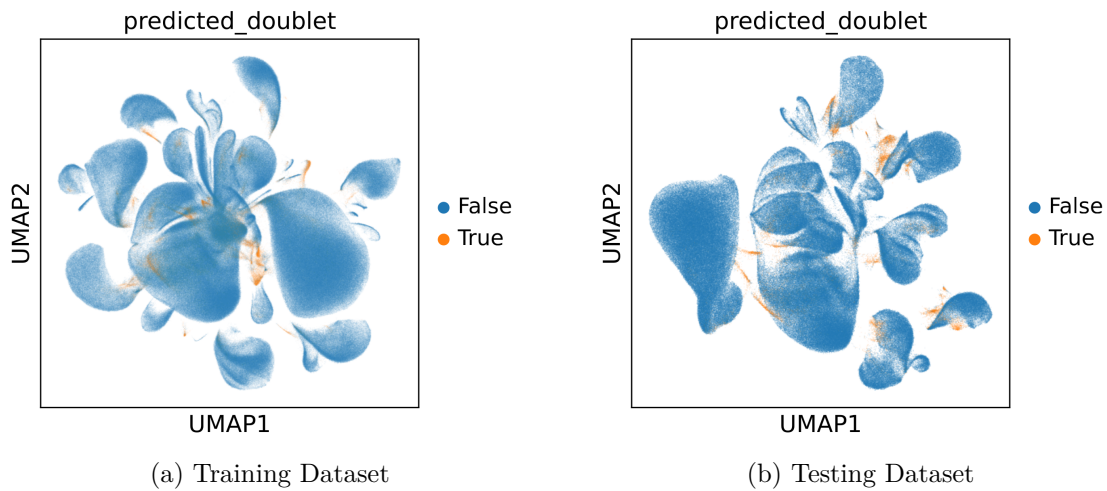 predicted_doublet
UMAP2
False
True
UMAP1
(a) Training Dataset
predicted_doublet
UMAP2
False
True
UMAP1
(b) Testing Dataset